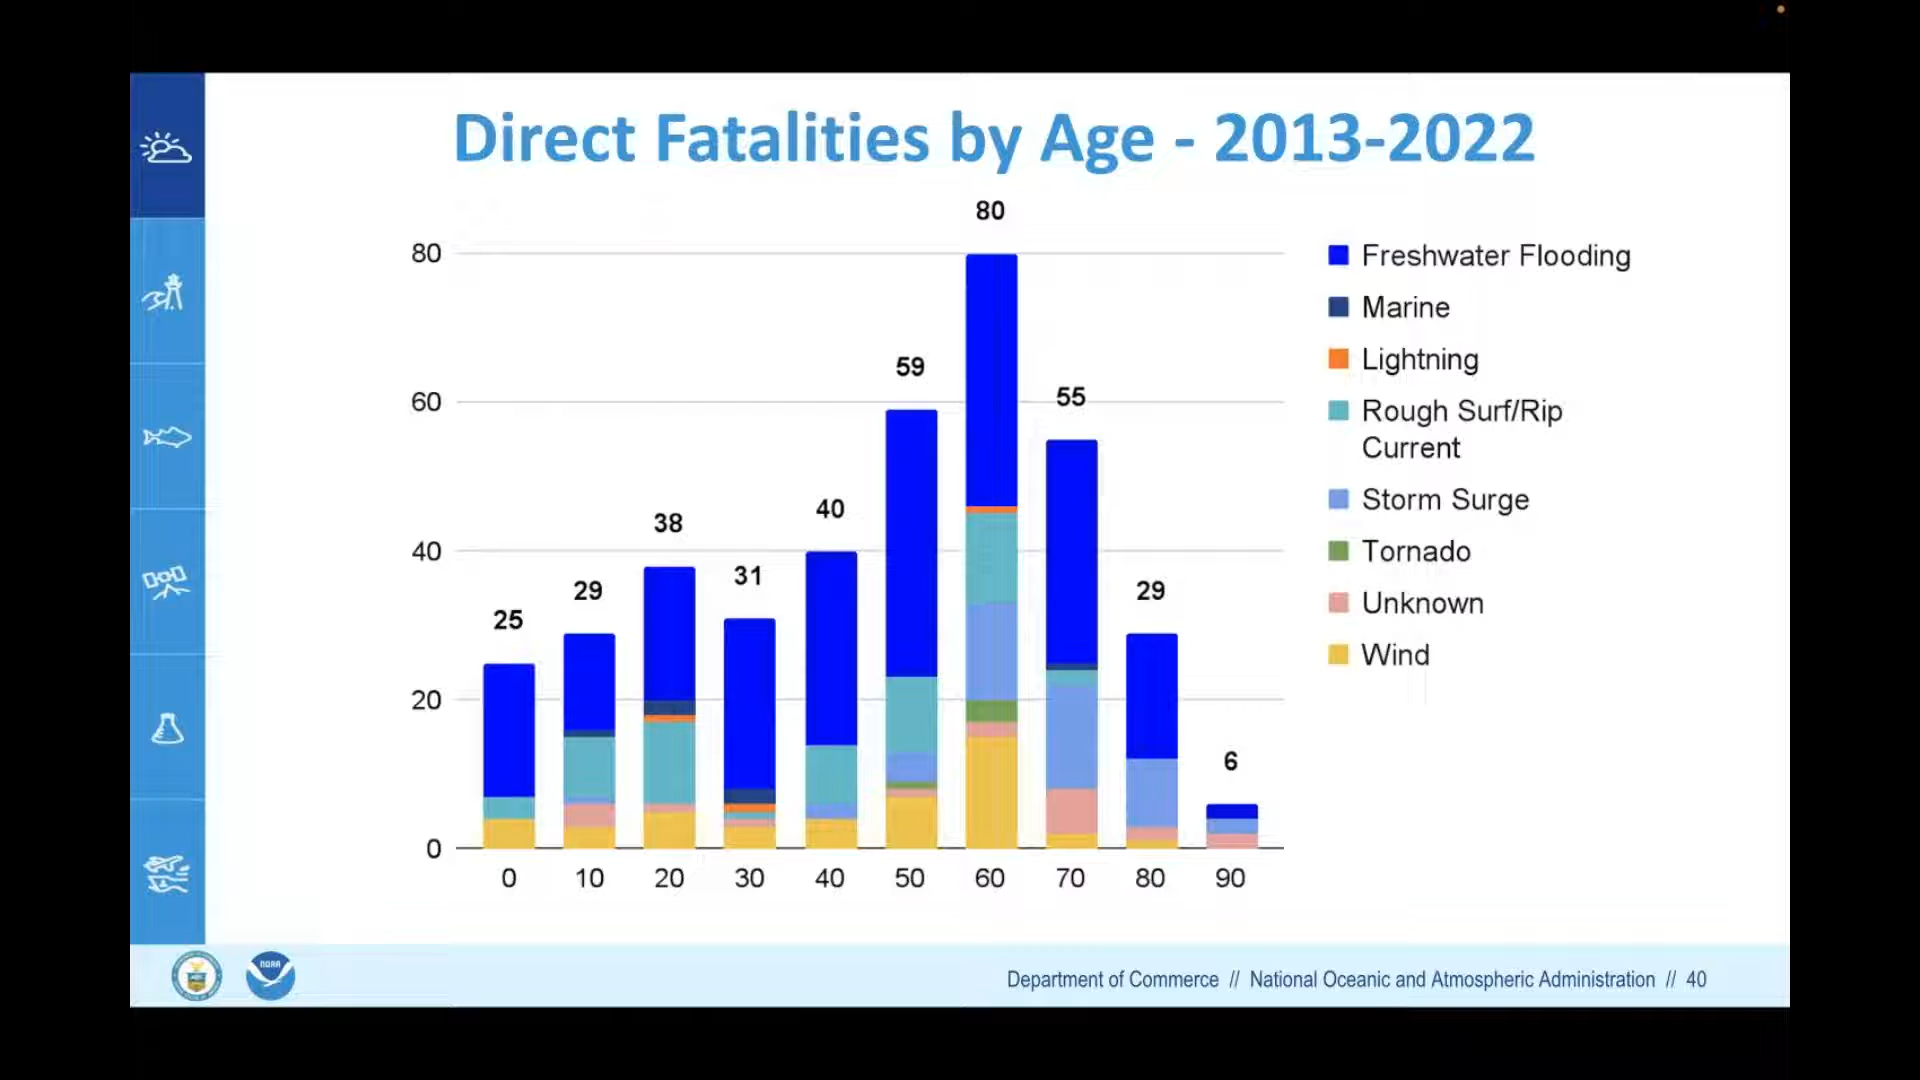 Direct Fatalities by Age - 2013-2022
80
80
60
40
20
0
25
29
38
31
40
59
55
29
6
0 10 20 30 40 50 60 70 80 90
Freshwater Flooding
Marine
Lightning
Rough Surf/Rip
Current
Storm Surge
Tornado
Unknown
Wind
NOAA
Department of Commerce // National Oceanic and Atmospheric Administration // 40